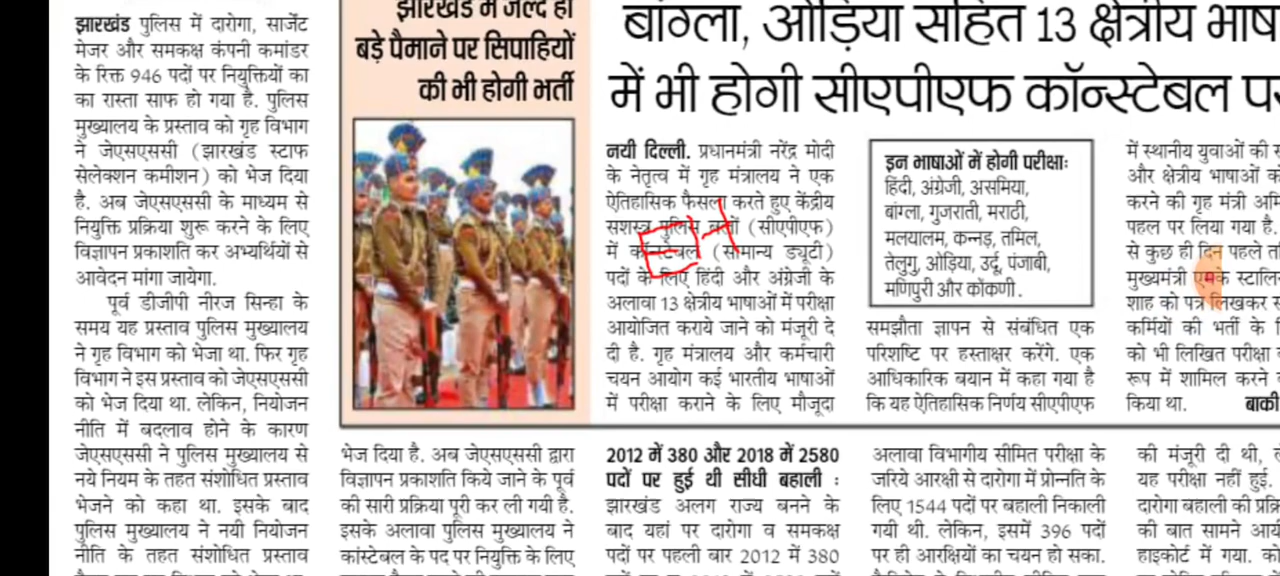 झारखंड पुलिस में दारोगा, सार्जेंट
मेजर और समकक्ष कंपनी कमांडर
के रिक्त 946 पदों पर नियुक्तियों का
का रास्ता साफ हो गया है. पुलिस
मुख्यालय के प्रस्ताव को गृह विभाग
ने जेएसएससी (झारखंड स्टाफ
सेलेक्शन कमीशन) को भेज दिया
है. अब जेएसएससी के माध्यम से
नियुक्ति प्रक्रिया शुरू करने के लिए
विज्ञापन प्रकाशति कर अभ्यर्थियों से
आवेदन मांगा जायेगा.
पूर्व डीजीपी नीरज सिन्हा के
समय यह प्रस्ताव पुलिस मुख्यालय
ने गृह विभाग को भेजा था. फिर गृह
विभाग ने इस प्रस्ताव को जेएसएससी
को भेज दिया था. लेकिन, नियोजन
नीति में बदलाव होने के कारण
जेएसएससी ने पुलिस मुख्यालय से
नये नियम के तहत संशोधित प्रस्ताव
भेजने को कहा था. इसके बाद
पुलिस मुख्यालय ने नयी नियोजन
नीति के तहत संशोधित प्रस्ताव
झारखंड में जल्द ही
बड़े पैमाने पर सिपाहियों
की भी होगी भर्ती
भेज दिया है. अब जेएसएससी द्वारा
विज्ञापन प्रकाशति किये जाने के पूर्व
की सारी प्रक्रिया पूरी कर ली गयी है.
इसके अलावा पुलिस मुख्यालय ने
कांस्टेबल के पद पर नियुक्ति के लिए
बांग्ला, ओड़िया सहित 13 क्षेत्रीय भाष
में भी होगी सीएपीएफ कॉन्स्टेबल
नयी दिल्ली. प्रधानमंत्री नरेंद्र मोदी
के नेतृत्व में गृह मंत्रालय ने एक
ऐतिहासिक फैसला करते हुए केंद्रीय
सशस्त्र पुलिस बलों (सीएपीएफ)
में कॉन्स्टेबल (सामान्य ड्यूटी)
पदों के लिए हिंदी और अंग्रेजी के
अलावा 13 क्षेत्रीय भाषाओं में परीक्षा
आयोजित कराये जाने को मंजूरी दे
दी है. गृह मंत्रालय और कर्मचारी
चयन आयोग कई भारतीय भाषाओं
में परीक्षा कराने के लिए मौजूदा
इन भाषाओं में होगी परीक्षाः
हिंदी, अंग्रेजी, असमिया,
बांग्ला, गुजराती, मराठी,
मलयालम, कन्नड़, तमिल,
तेलुगु, ओड़िया, उर्दू, पंजाबी,
मणिपुरी और कोंकणी.
समझौता ज्ञापन से संबंधित एक
परिशष्टि पर हस्ताक्षर करेंगे. एक
आधिकारिक बयान में कहा गया है
कि यह ऐतिहासिक निर्णय सीएपीएफ
में स्थानीय युवाओं की
और क्षेत्रीय भाषाओं को
करने की गृह मंत्री
पहल पर लिया गया है.
से कुछ ही दिन पहले
मुख्यमंत्री एमके स्टालि
शाह को पत्र लिखकर
कर्मियों की भर्ती के
को भी लिखित परीक्षा
रूप में शामिल करने
किया था. बाकी
2012 में 380 और 2018 में 2580
पदों पर हुई थी सीधी बहाली :
झारखंड अलग राज्य बनने के
बाद यहां पर दारोगा व समकक्ष
पदों पर पहली बार 2012 में 380
अलावा विभागीय सीमित परीक्षा के
जरिये आरक्षी से दारोगा में प्रोन्नति के
लिए 1544 पदों पर बहाली निकाली
गयी थी. लेकिन, इसमें 396 पदों
पर ही आरक्षियों का चयन हो सका.
की मंजूरी दी थी,
यह परीक्षा नहीं हुई.
दारोगा बहाली की
की बात सामने
हाइकोर्ट में गया.